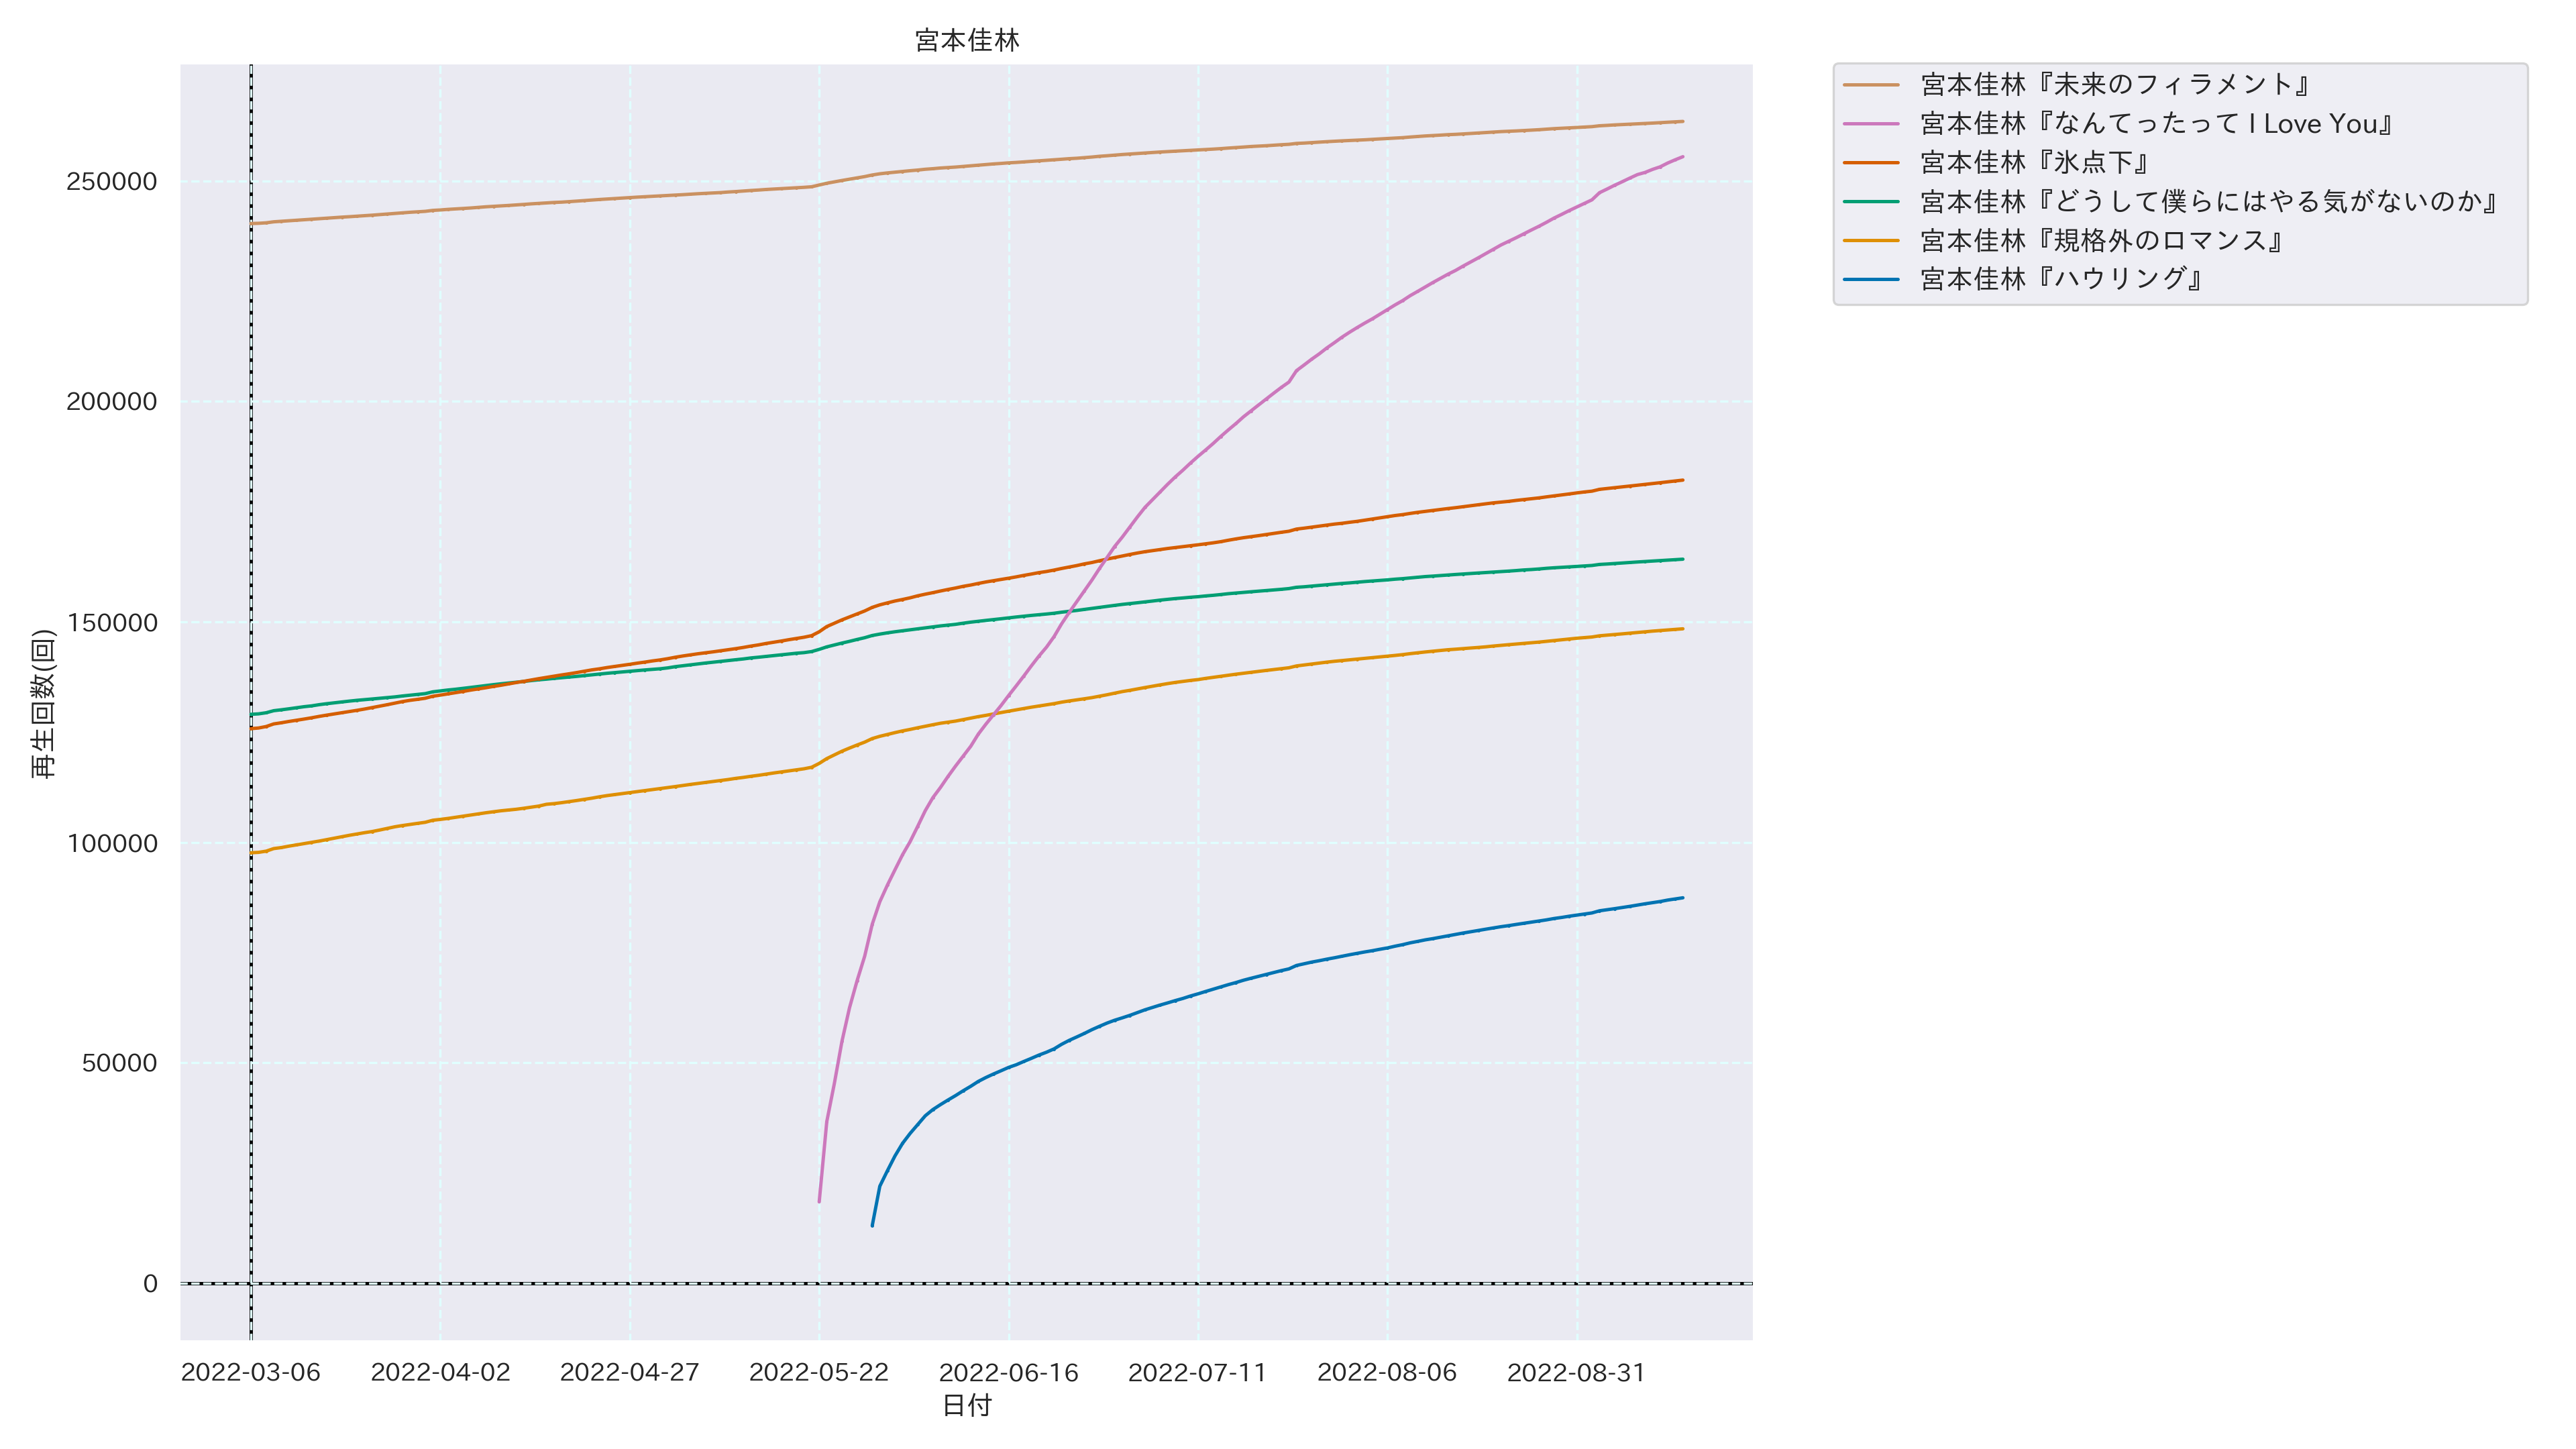 宮本佳林
宮本佳林『未来のフィラメント』
宮本佳林『なんてったって I Love You』
宮本佳林『氷点下』
宮本佳林『どうして僕らにはやる気がないのか』
宮本佳林『規格外のロマンス』
宮本佳林『ハウリング』
再生回数(回)
250000
200000
150000
100000
50000
0
2022-03-06 2022-04-02 2022-04-27 2022-05-22 2022-06-16 2022-07-11 2022-08-06 2022-08-31
日付